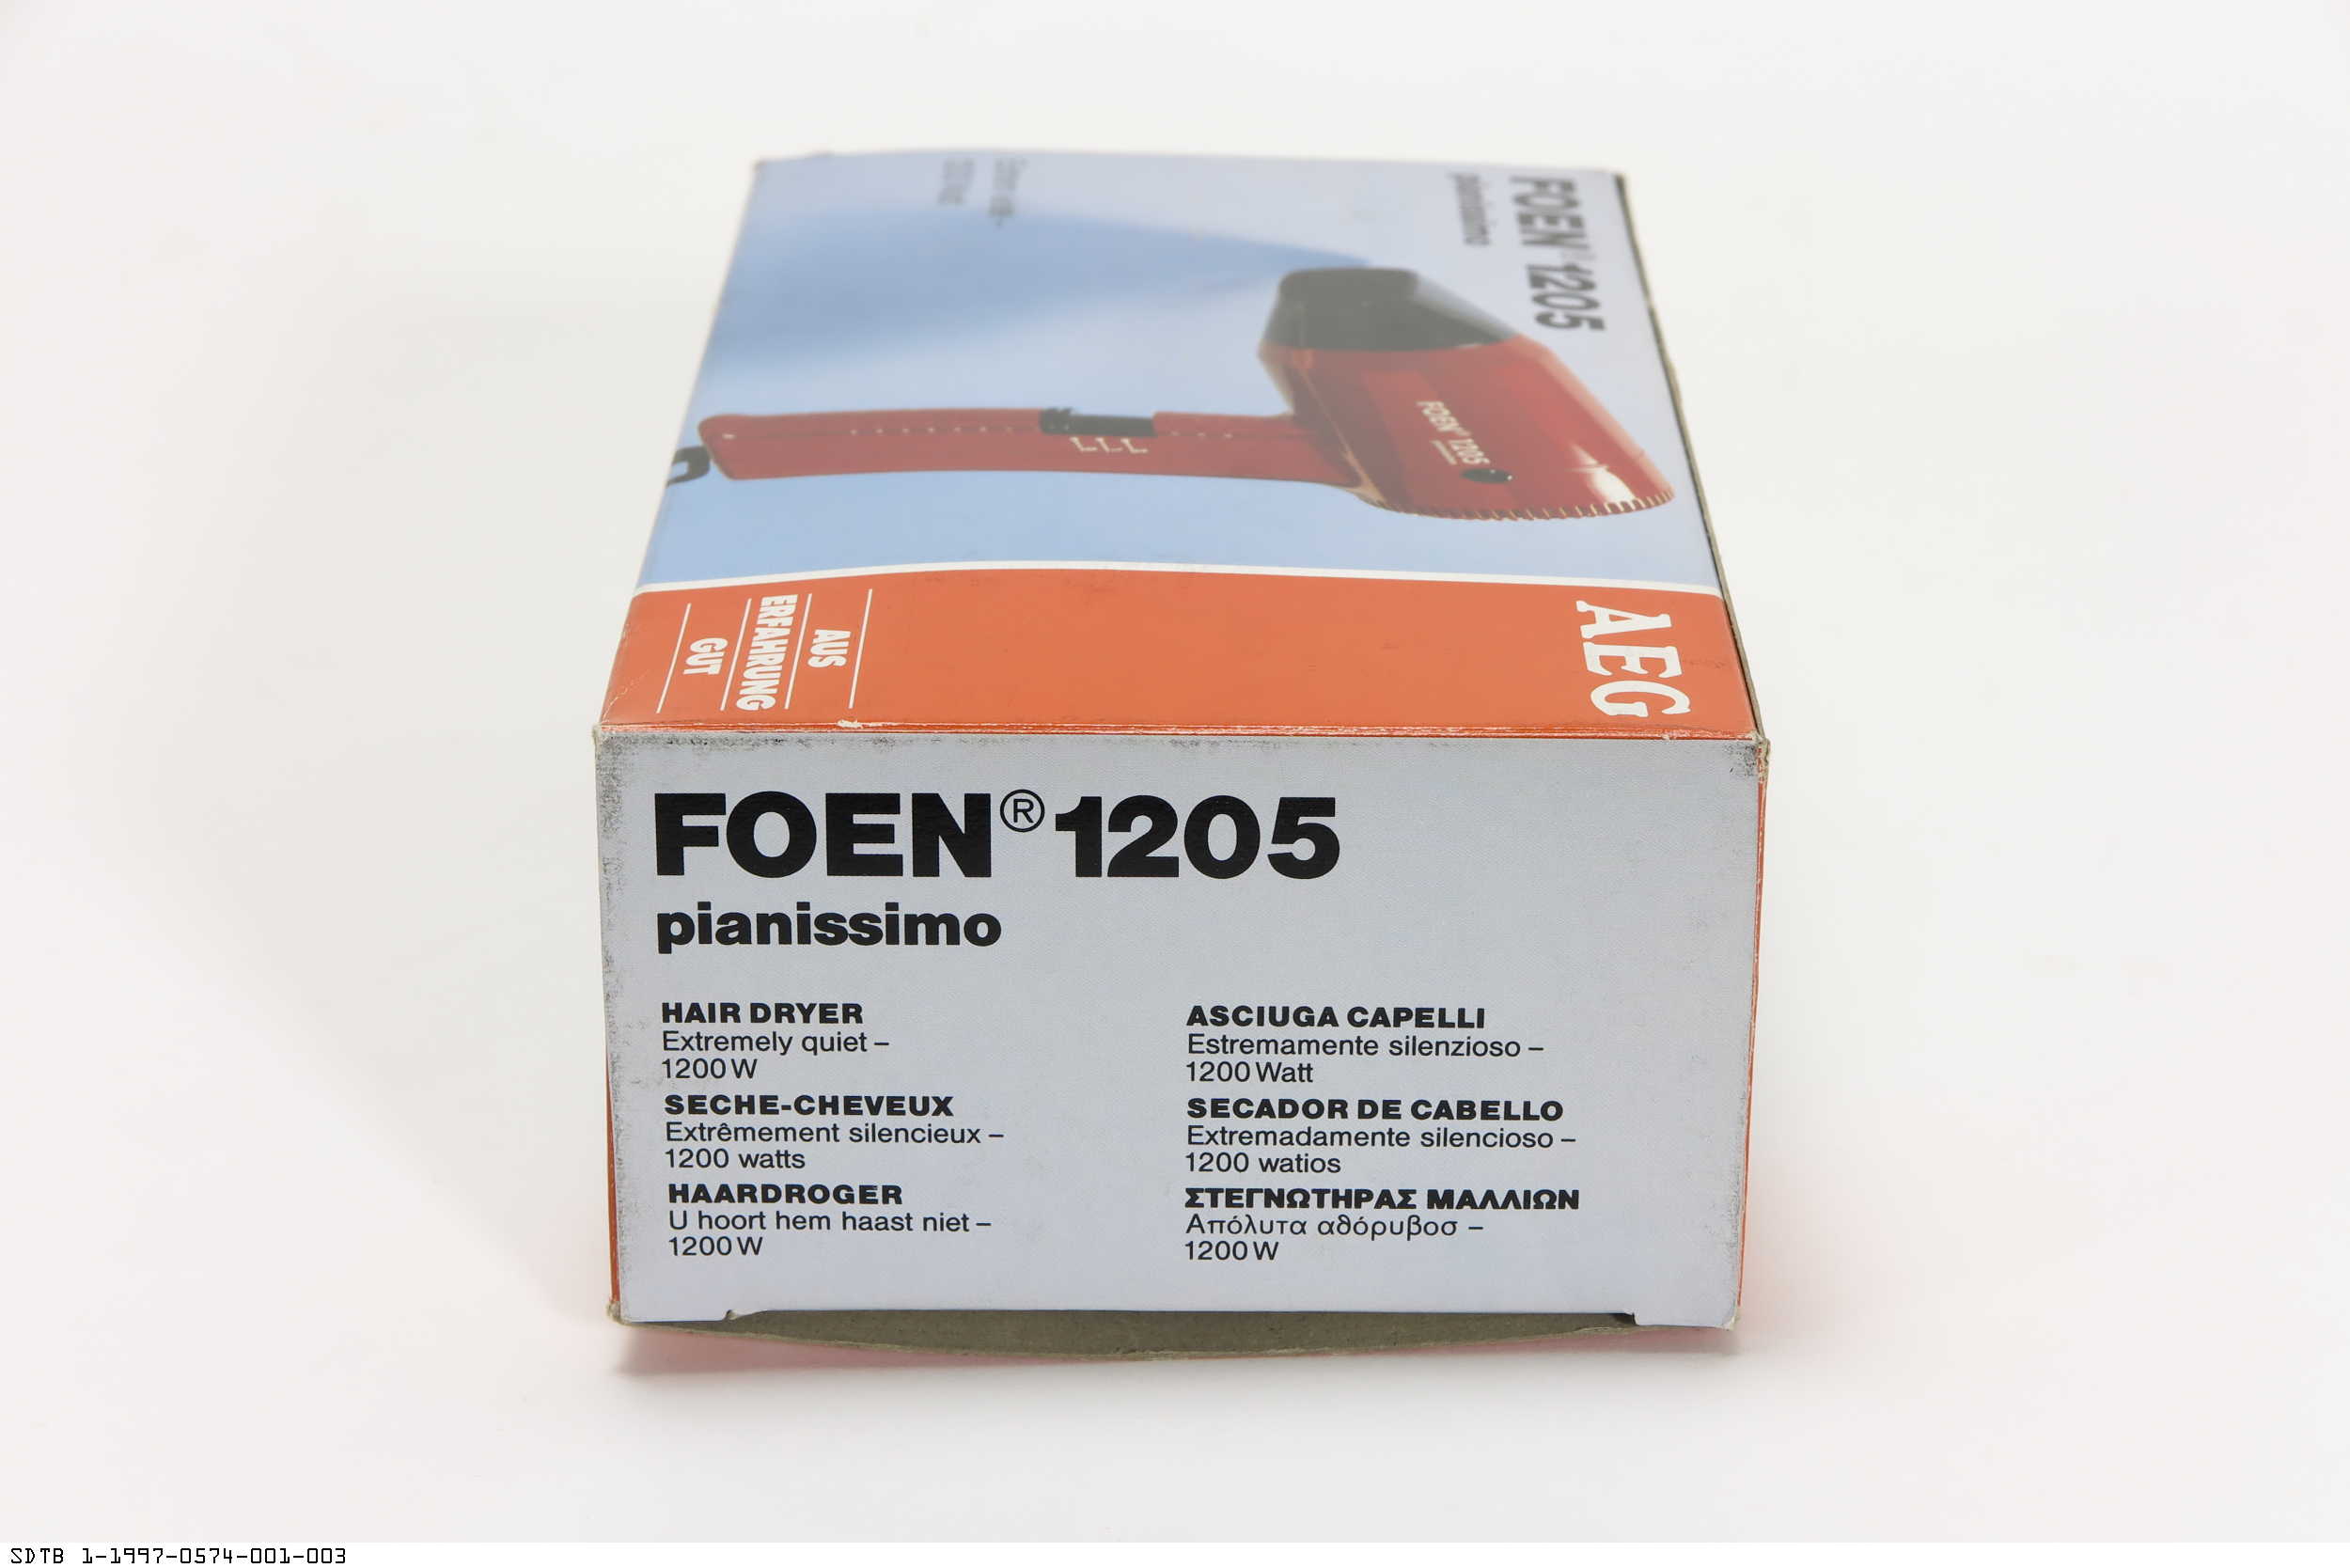 FOEN® 1205
pianissimo
FOEN® 1205
AEG
AUS
ERFAHRUNG
GUT
FOEN® 1205
pianissimo
HAIR DRYER
Extremely quiet –
1200 W
SECHE-CHEVEUX
Extrêmement silencieux –
1200 watts
HAARDROGER
U hoort hem haast niet –
1200 W
ASCIUGA CAPELLI
Estremamente silenzioso –
1200 Watt
SECADOR DE CABELLO
Extremadamente silencioso –
1200 watios
ΣΤΕΓΝΩΤΗΡΑΣ ΜΑΛΛΙΩΝ
Απόλυτα αθόρυβοσ –
1200 W
SDTB 1-1997-0574-001-003